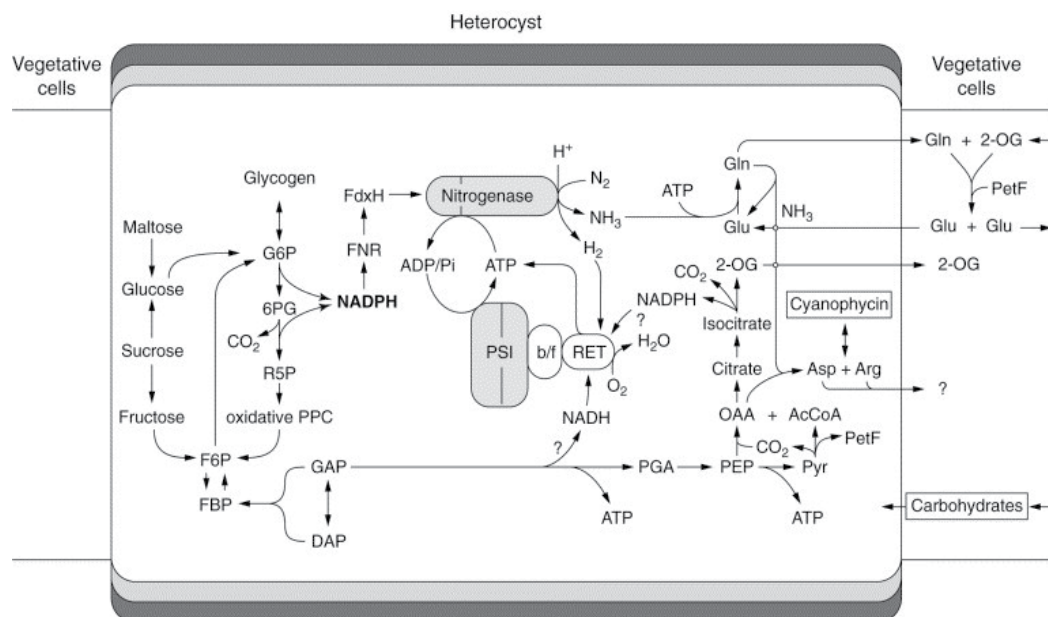 Heterocyst
Vegetative
cells
Vegetative
cells
H⁺
Gln + 2-OG
Gln
N₂
Glycogen
FdxH
Nitrogenase
ATP
PetF
NH₃
NH₃
Maltose
Glu
Glu + Glu
FNR
H₂
G6P
ADP/Pi
ATP
2-OG
2-OG
CO₂
Glucose
NADPH
NADPH
Cyanophycin
6PG
?
Isocitrate
CO₂
H₂O
Sucrose
PSI
b/f
RET
R5P
Citrate
Asp + Arg
O₂
?
Fructose
oxidative PPC
NADH
OAA + AcCoA
?
CO₂
PetF
F6P
GAP
PGA
PEP
Pyr
FBP
ATP
ATP
Carbohydrates
DAP